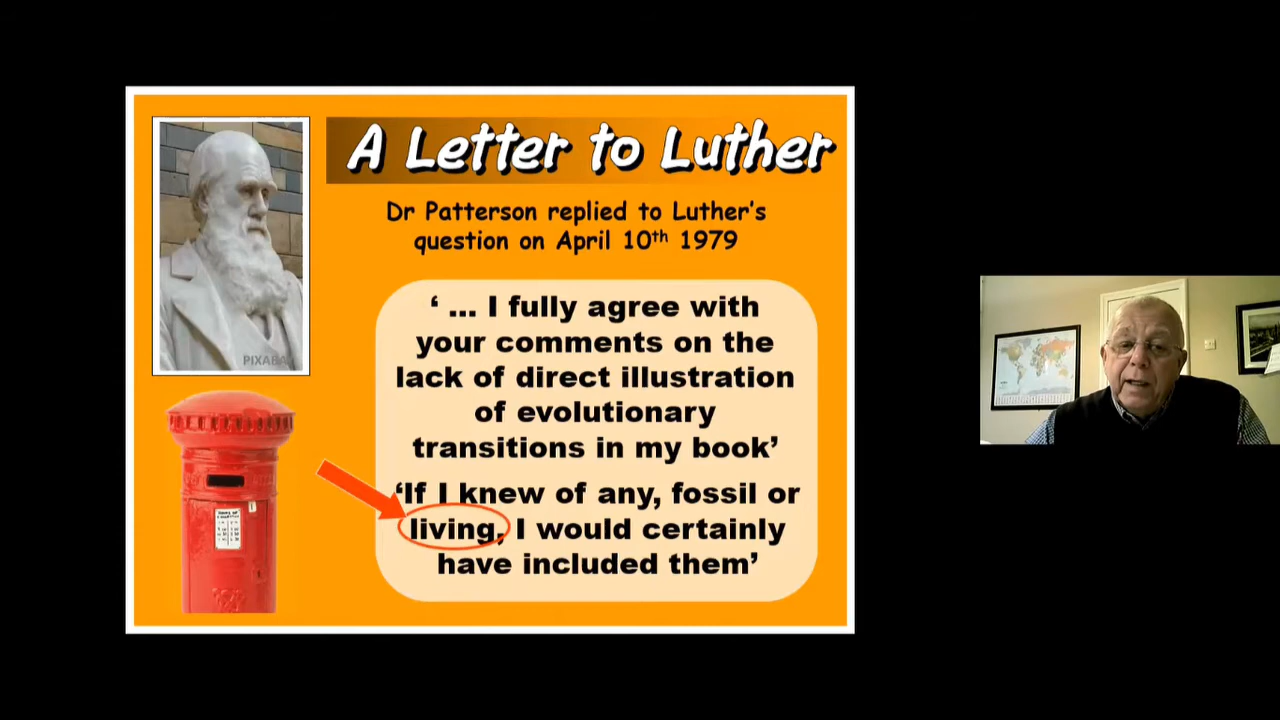 A Letter to Luther
Dr Patterson replied to Luther's
question on April 10th 1979
' ... I fully agree with
your comments on the
lack of direct illustration
of evolutionary
transitions in my book'
'If I knew of any, fossil or
living, I would certainly
have included them'